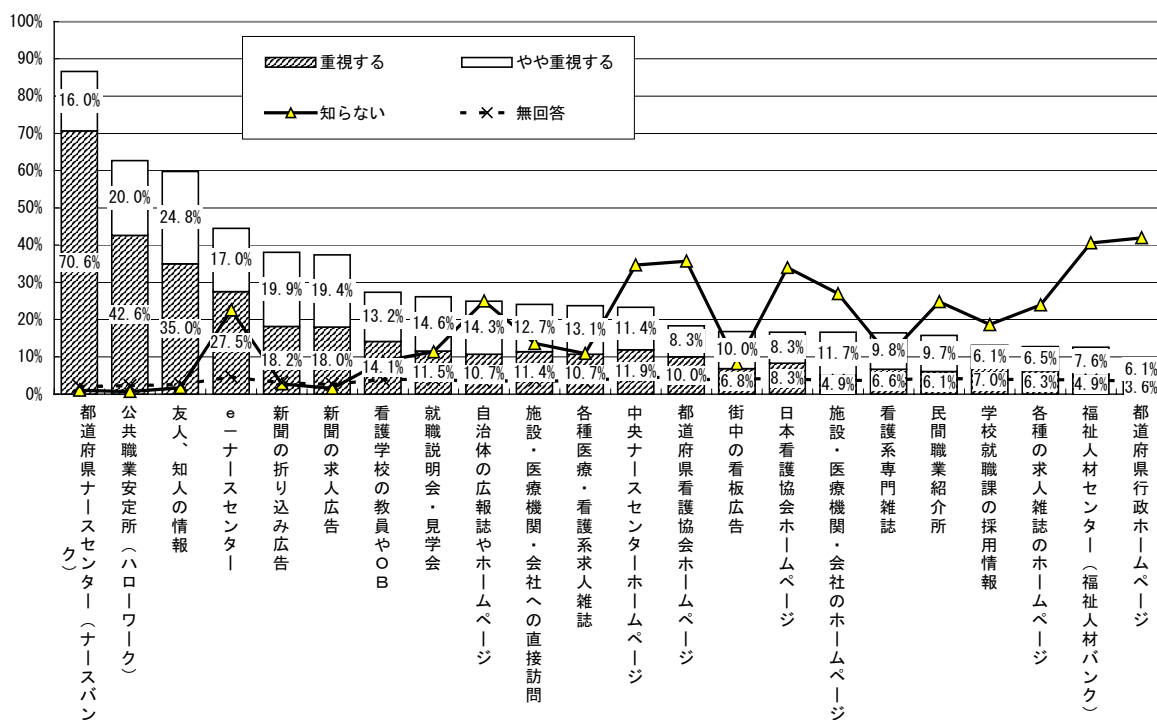 100%
90%
80%
70%
60%
50%
40%
30%
20%
10%
0%
重視する
やや重視する
知らない
無回答
16.0%
70.6%
20.0%
42.6%
24.8%
35.0%
17.0%
27.5%
19.9%
18.2%
19.4%
18.0%
13.2%
14.1%
14.6%
11.5%
14.3%
10.7%
12.7%
11.4%
13.1%
10.7%
11.4%
11.9%
8.3%
10.0%
10.0%
6.8%
8.3%
8.3%
11.7%
4.9%
9.8%
6.6%
9.7%
6.1%
6.1%
7.0%
6.5%
6.3%
7.6%
4.9%
6.1%
3.6%
都道府県ナースセンター（ナースバン
ク）
公共職業安定所（ハローワーク）
友人、知人の情報
e－ナースセンター
新聞の折り込み広告
新聞の求人広告
看護学校の教員やOB
就職説明会・見学会
自治体の広報誌やホームページ
施設・医療機関・会社への直接訪問
各種医療・看護系求人雑誌
中央ナースセンターホームページ
都道府県看護協会ホームページ
街中の看板広告
日本看護協会ホームページ
施設・医療機関・会社のホームページ
看護系専門雑誌
民間職業紹介所
学校就職課の採用情報
各種の求人雑誌のホームページ
福祉人材センター（福祉人材バンク）
都道府県行政ホームページ